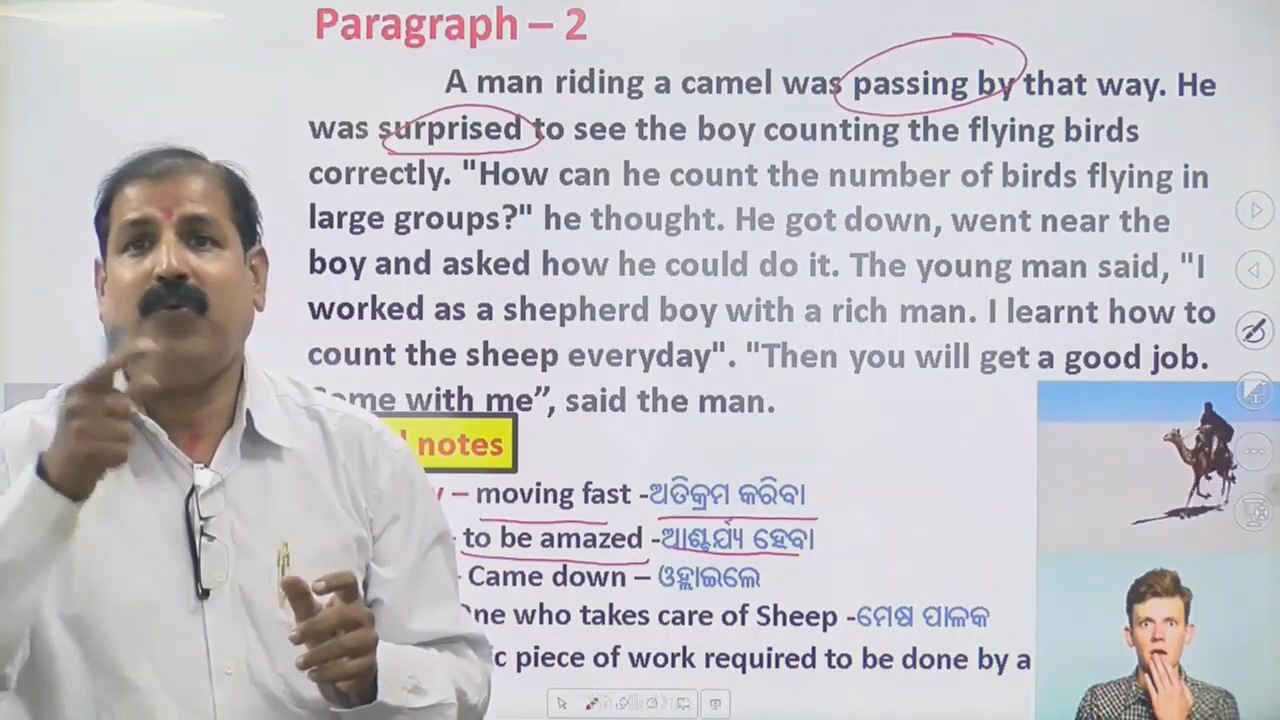 Paragraph – 2
A man riding a camel was passing by that way. He
was surprised to see the boy counting the flying birds
correctly. "How can he count the number of birds flying in
large groups?" he thought. He got down, went near the
boy and asked how he could do it. The young man said, "I
worked as a shepherd boy with a rich man. I learnt how to
count the sheep everyday". "Then you will get a good job.
with me”, said the man.
notes
– moving fast -ଅତିକ୍ରମ କରିବା
to be amazed -ଆଶ୍ଚର୍ଯ୍ୟ ହେବା
Came down – ଓହ୍ଲାଇଲେ
who takes care of Sheep -ମେଷ ପାଳକ
piece of work required to be done by a